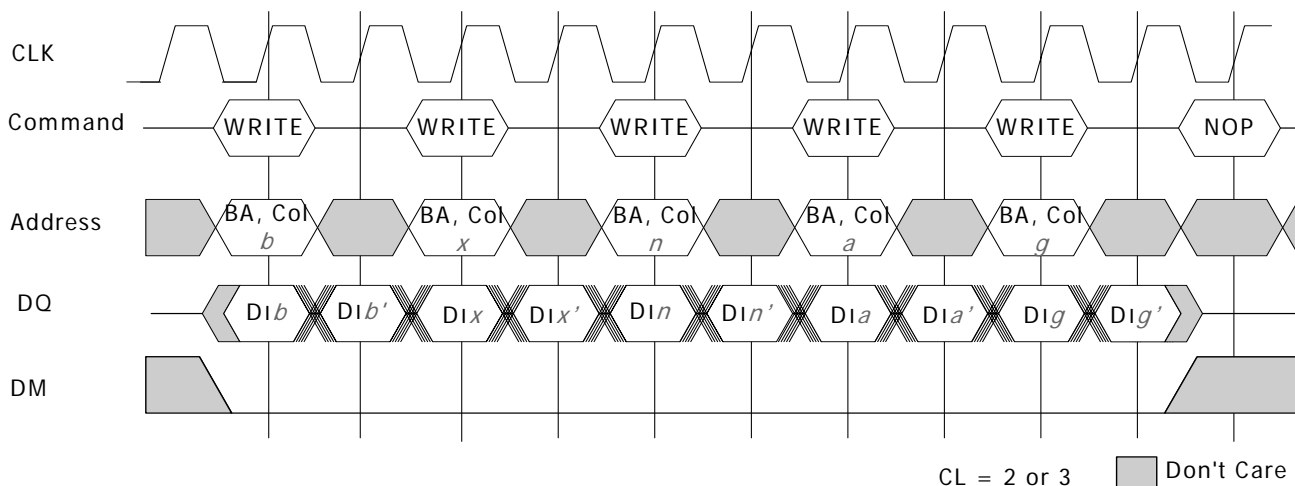 CLK
Command WRITE WRITE WRITE WRITE WRITE NOP
Address BA, Col b BA, Col x BA, Col n BA, Col a BA, Col g
DQ DIb DIb' DIx DIx' DIn DIn' DIa DIa' DIg DIg'
DM
CL = 2 or 3 Don't Care